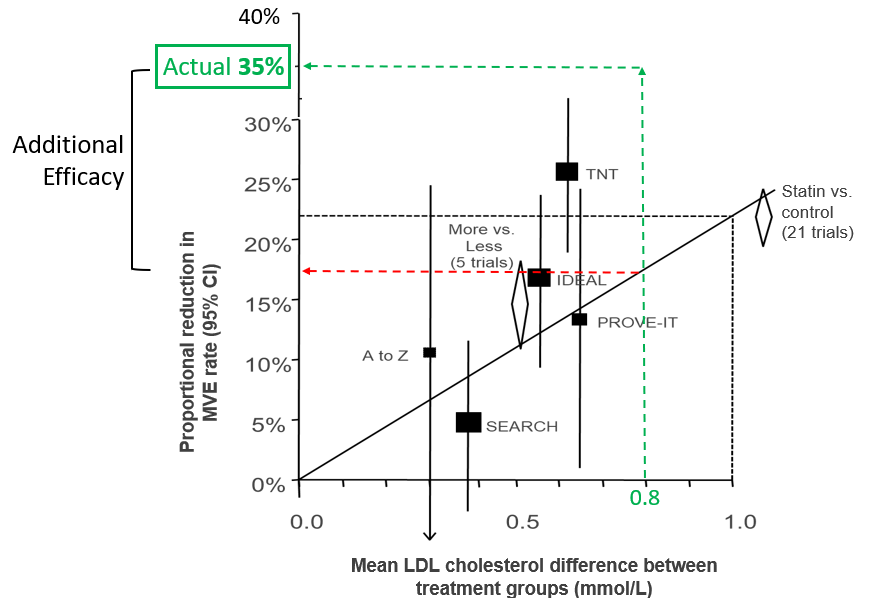 40%
Actual 35%
Additional
Efficacy
30%
25%
20%
15%
10%
5%
0%
Proportional reduction in
MVE rate (95% CI)
TNT
Statin vs.
control
(21 trials)
More vs.
Less
(5 trials)
IDEAL
PROVE-IT
A to Z
SEARCH
0.8
0.0
0.5
1.0
Mean LDL cholesterol difference between
treatment groups (mmol/L)